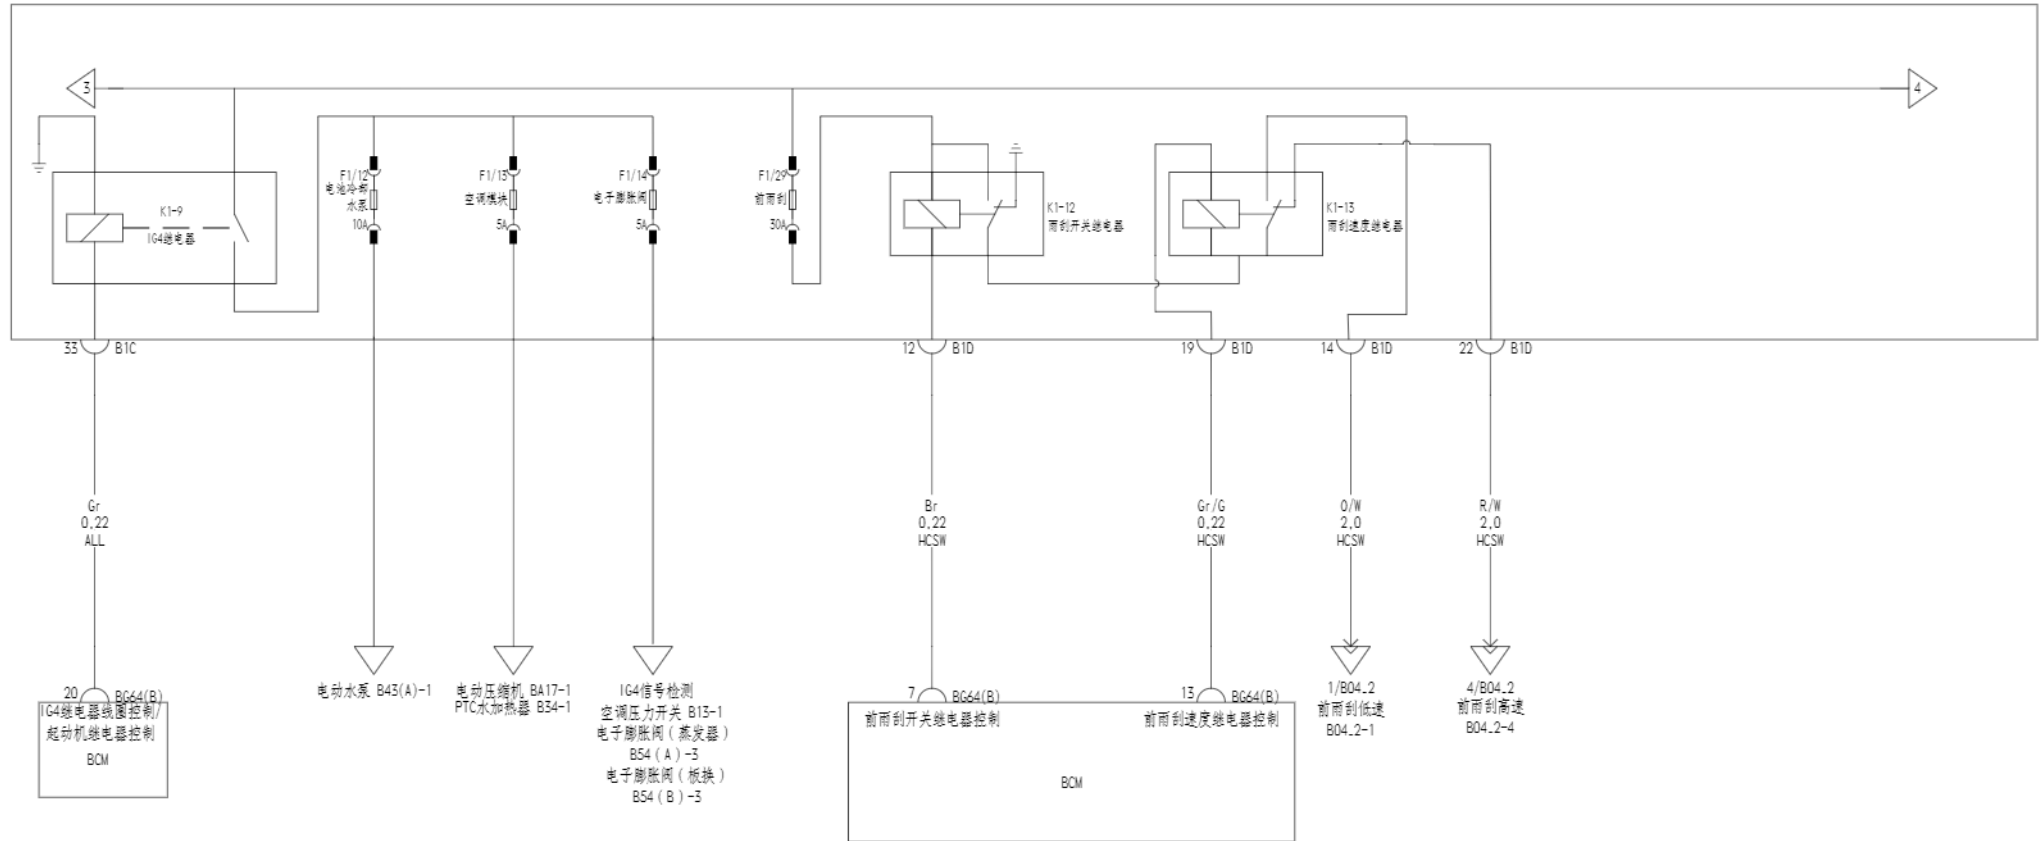 3
4
F1/12
电池冷却
水泵
10A
F1/13
空调模块
5A
F1/14
电子膨胀阀
5A
F1/29
前雨刮
30A
K1-9
IG4继电器
K1-12
雨刮开关继电器
K1-13
雨刮速度继电器
33 B1C
12 B1D
19 B1D
14 B1D
22 B1D
Gr
0.22
ALL
Br
0.22
HCSW
Gr/G
0.22
HCSW
O/W
2.0
HCSW
R/W
2.0
HCSW
20 BG64(B)
IG4继电器线圈控制/
起动机继电器控制
BCM
电动水泵 B43(A)-1
电动压缩机 BA17-1
PTC水加热器 B34-1
IG4信号检测
空调压力开关 B13-1
电子膨胀阀(蒸发器)
B54(A)-3
电子膨胀阀(板换)
B54(B)-3
7 BG64(B)
前雨刮开关继电器控制
13 BG64(B)
前雨刮速度继电器控制
BCM
1/B04_2
前雨刮低速
B04_2-1
4/B04_2
前雨刮高速
B04_2-4